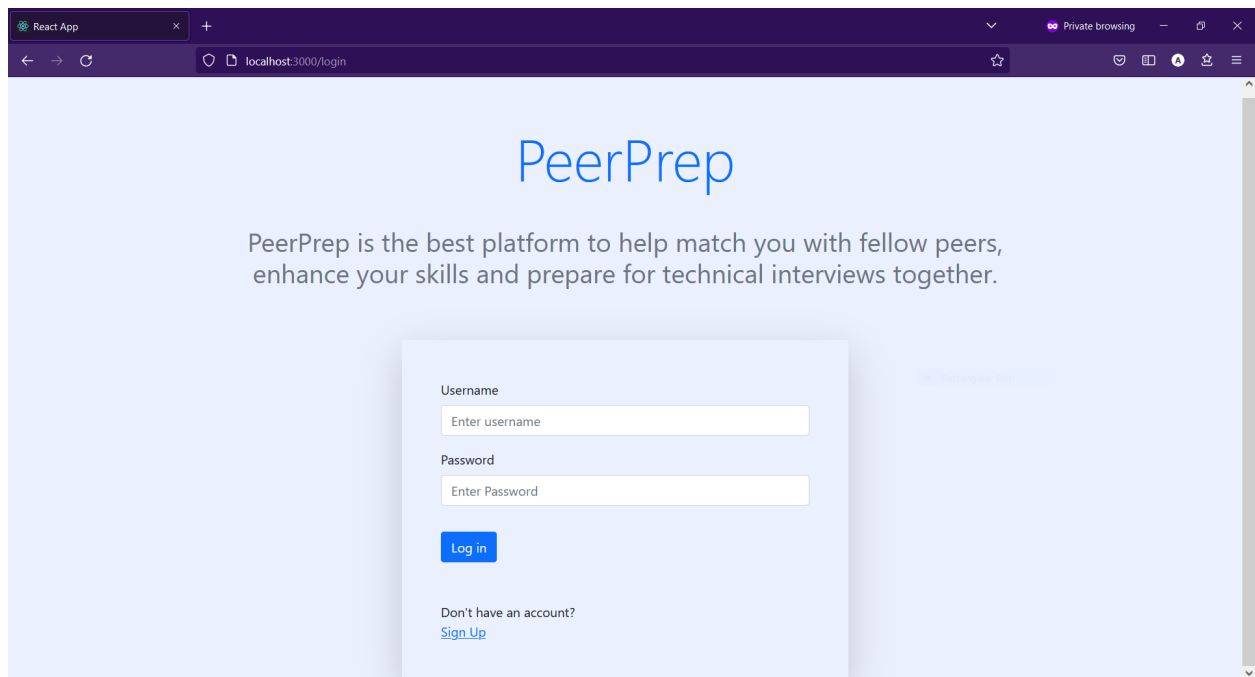 React App
Private browsing
localhost:3000/login
A
PeerPrep
PeerPrep is the best platform to help match you with fellow peers,
enhance your skills and prepare for technical interviews together.
Username
Enter username
Password
Enter Password
Log in
Don't have an account?
Sign Up